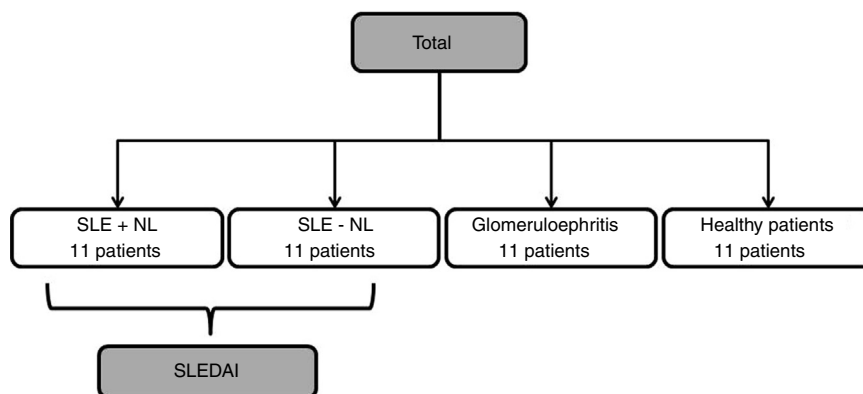 Total
SLE + NL
11 patients
SLE - NL
11 patients
Glomeruloephritis
11 patients
Healthy patients
11 patients
SLEDAI